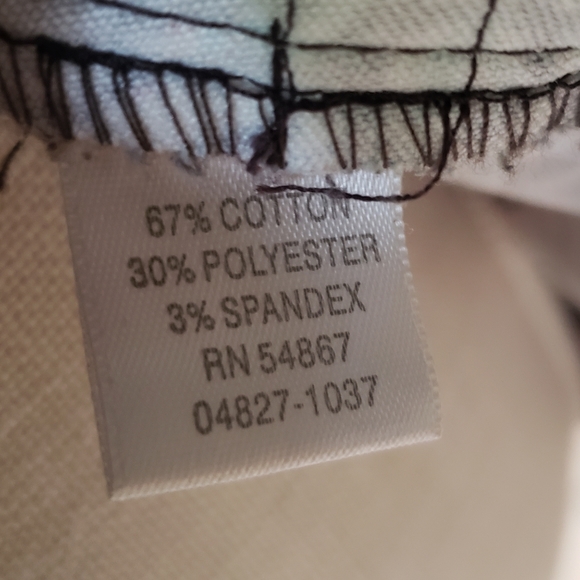 67% COTTON
30% POLYESTER
3% SPANDEX
RN 54867
04827-1037